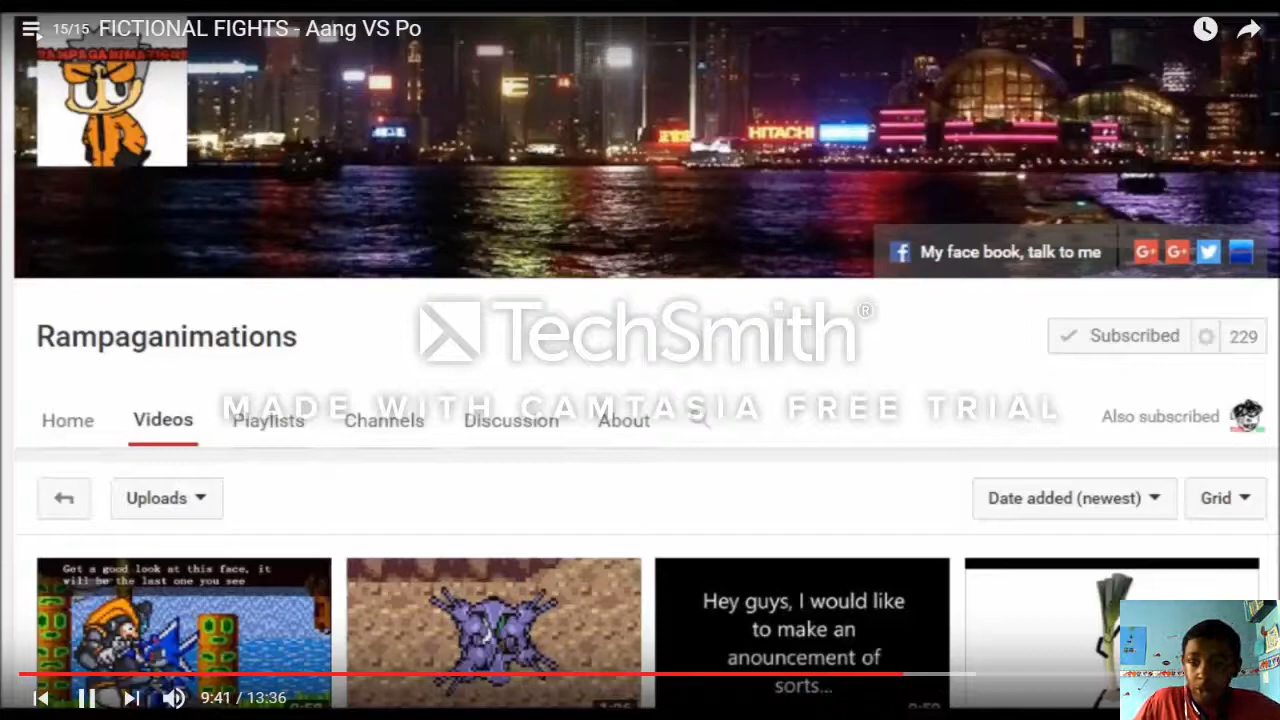 15/15 FICTIONAL FIGHTS - Aang VS Po
RAMPAGANIMATIONS
HITACHI
My face book, talk to me
G+ G+
Rampaganimations
TechSmith®
Subscribed 229
MADE WITH CAMTASIA FREE TRIAL
Home Videos Playlists Channels Discussion About
Also subscribed
Uploads
Date added (newest) Grid
Get a good look at this face, it
will be the last one you see
Hey guys, I would like
to make an
anouncement of
sorts...
9:41 / 13:36